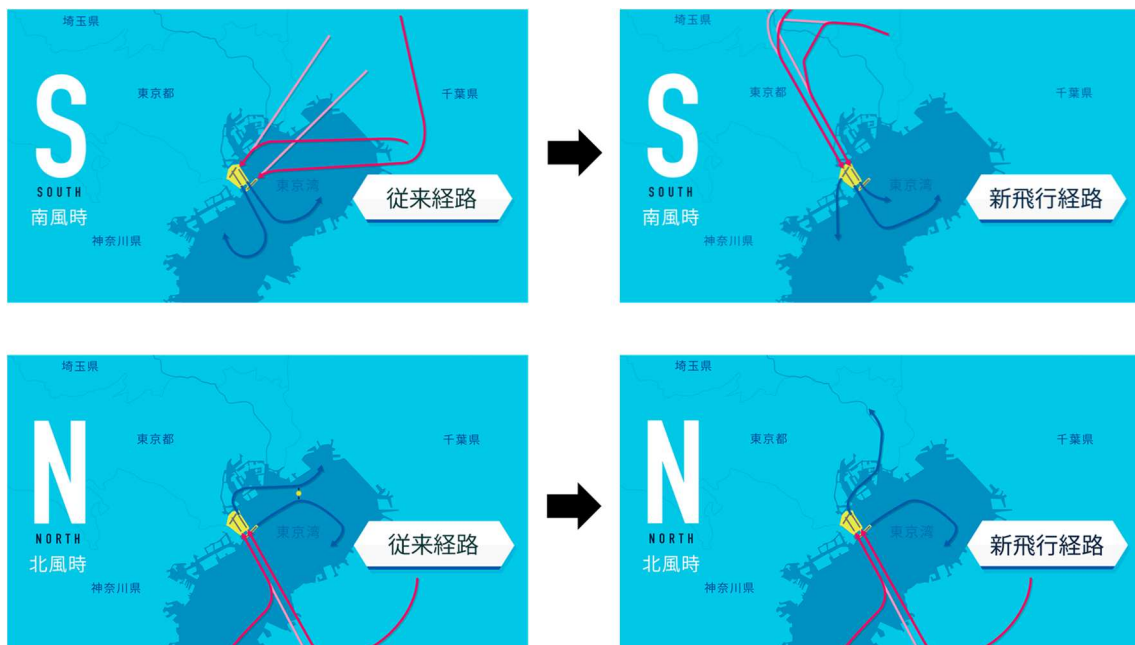 埼玉県
東京都
千葉県
S
SOUTH
南風時
東京湾
従来経路
神奈川県
埼玉県
東京都
千葉県
S
SOUTH
南風時
東京湾
新飛行経路
神奈川県
埼玉県
東京都
千葉県
N
NORTH
北風時
東京湾
従来経路
神奈川県
埼玉県
東京都
千葉県
N
NORTH
北風時
東京湾
新飛行経路
神奈川県